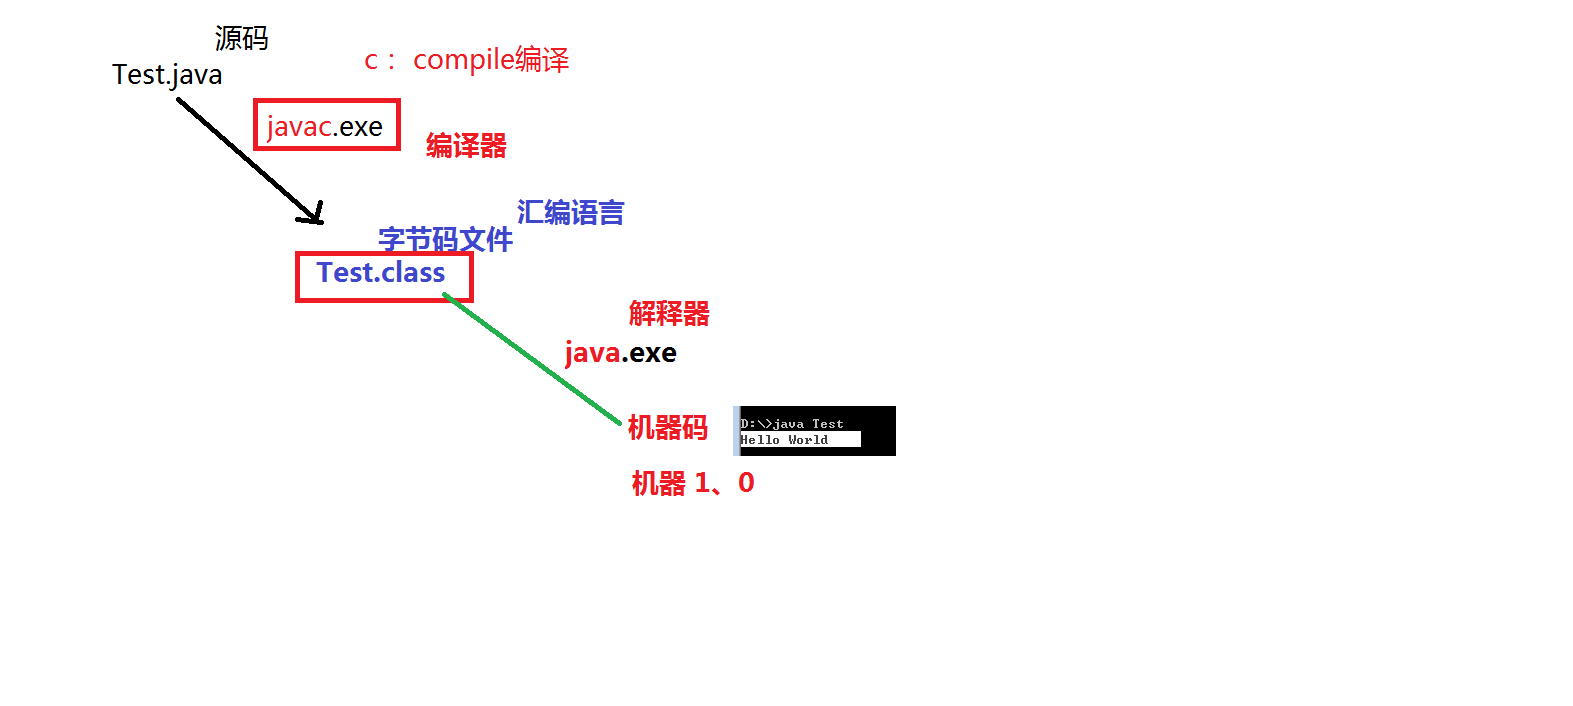 源码
Test.java
c： compile编译
javac.exe
编译器
汇编语言
字节码文件
Test.class
解释器
java.exe
机器码
D:\>java Test
Hello World
机器 1、0